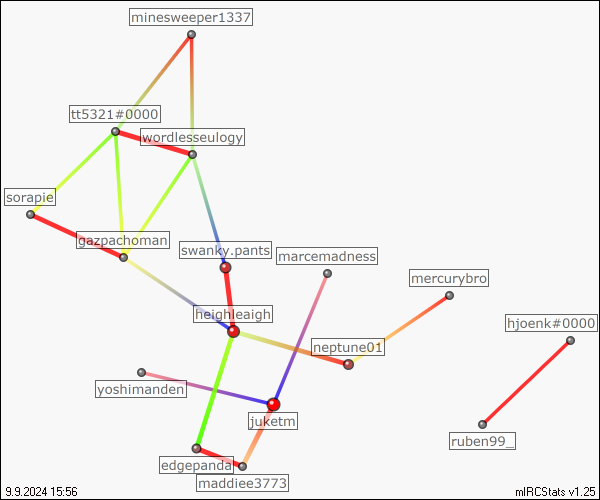 minesweeper1337
tt5321#0000
wordlesseulogy
sorapie
gazpachoman
swanky.pants
marcemadness
mercurybro
heighleaigh
hjoenk#0000
neptune01
yoshimanden
juketm
ruben99_
edgepanda
maddiee3773
9.9.2024 15:56
mIRCStats v1.25